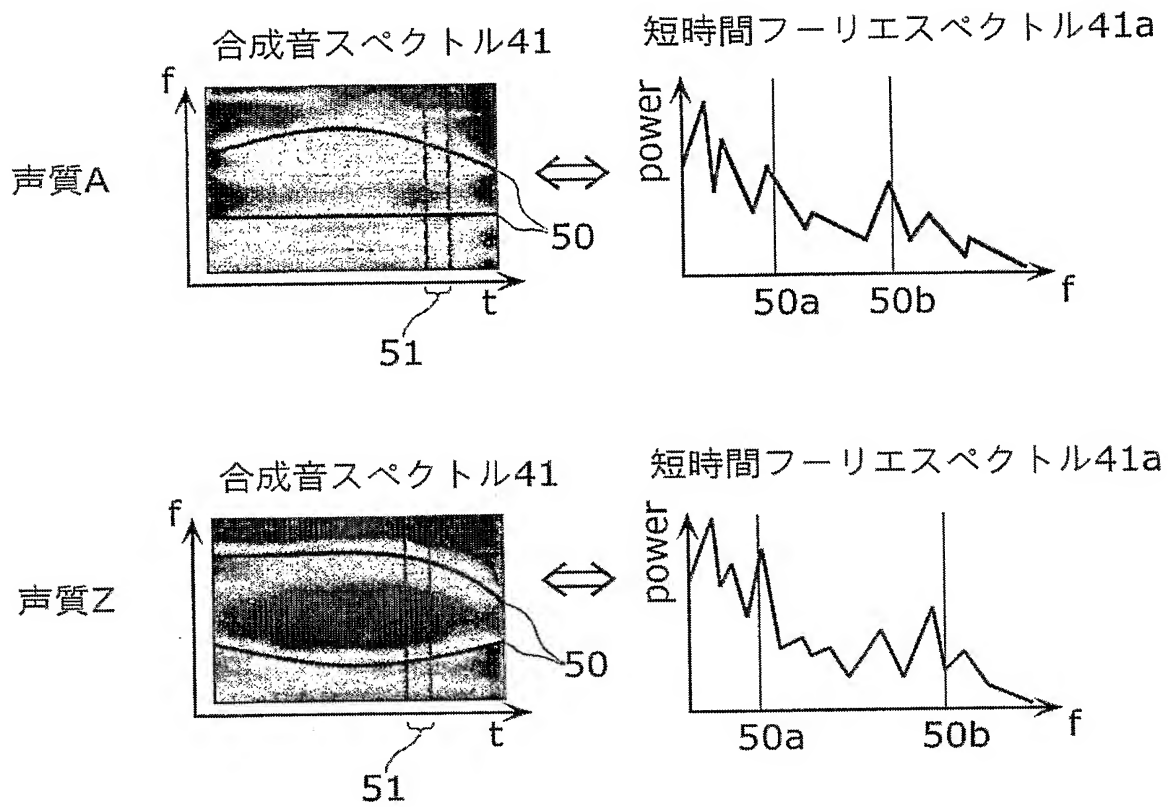 合成音スペクトル41
短時間フーリエスペクトル41a
声質A
f
t
50
51
power
50a
50b
f
合成音スペクトル41
短時間フーリエスペクトル41a
声質Z
f
t
50
51
power
50a
50b
f